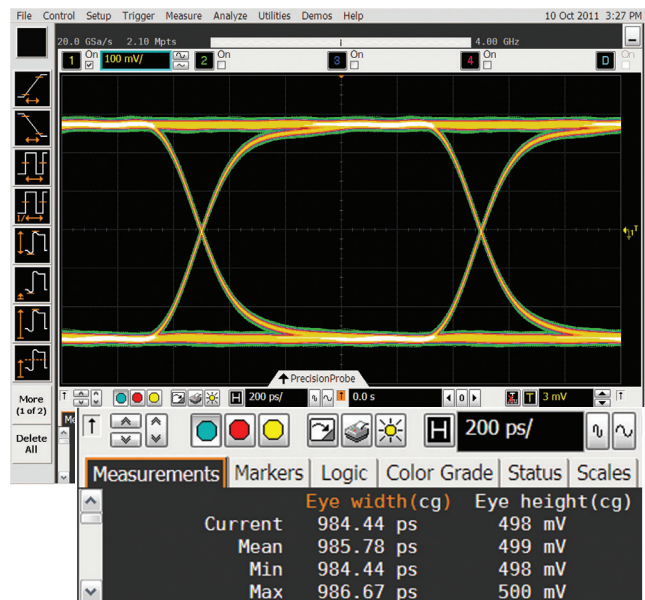 File Control Setup Trigger Measure Analyze Utilities Demos Help 10 Oct 2011 3:27 PM
20.0 GSa/s 2.10 Mpts 4.00 GHz
1 On 100 mV/ 2 On 3 On 4 On D On
PrecisionProbe
More
(1 of 2)
Delete
All
H 200 ps/ 0.0 s 0 T 3 mV
H 200 ps/
Measurements Markers Logic Color Grade Status Scales
Eye width(cg) Eye height(cg)
Current 984.44 ps 498 mV
Mean 985.78 ps 499 mV
Min 984.44 ps 498 mV
Max 986.67 ps 500 mV